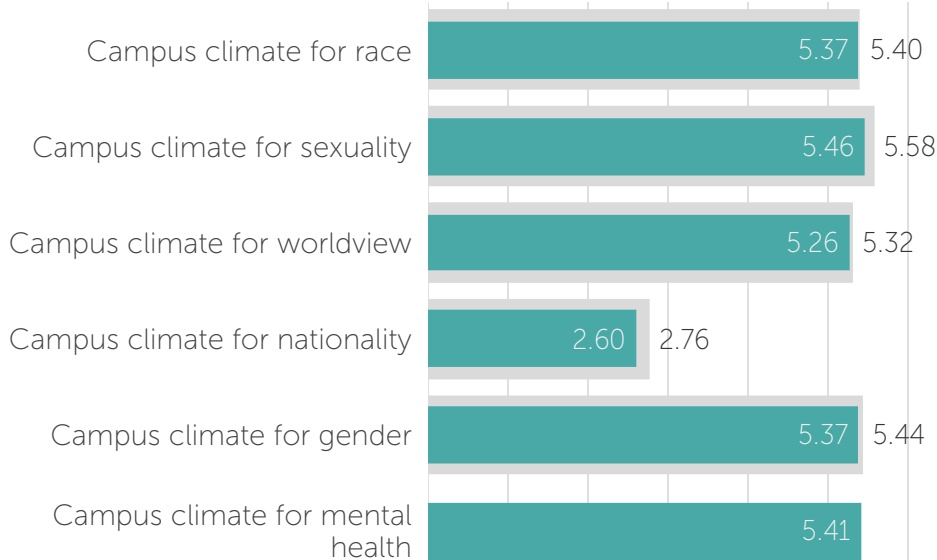 Campus climate for race 5.37 5.40
Campus climate for sexuality 5.46 5.58
Campus climate for worldview 5.26 5.32
Campus climate for nationality 2.60 2.76
Campus climate for gender 5.37 5.44
Campus climate for mental
health 5.41